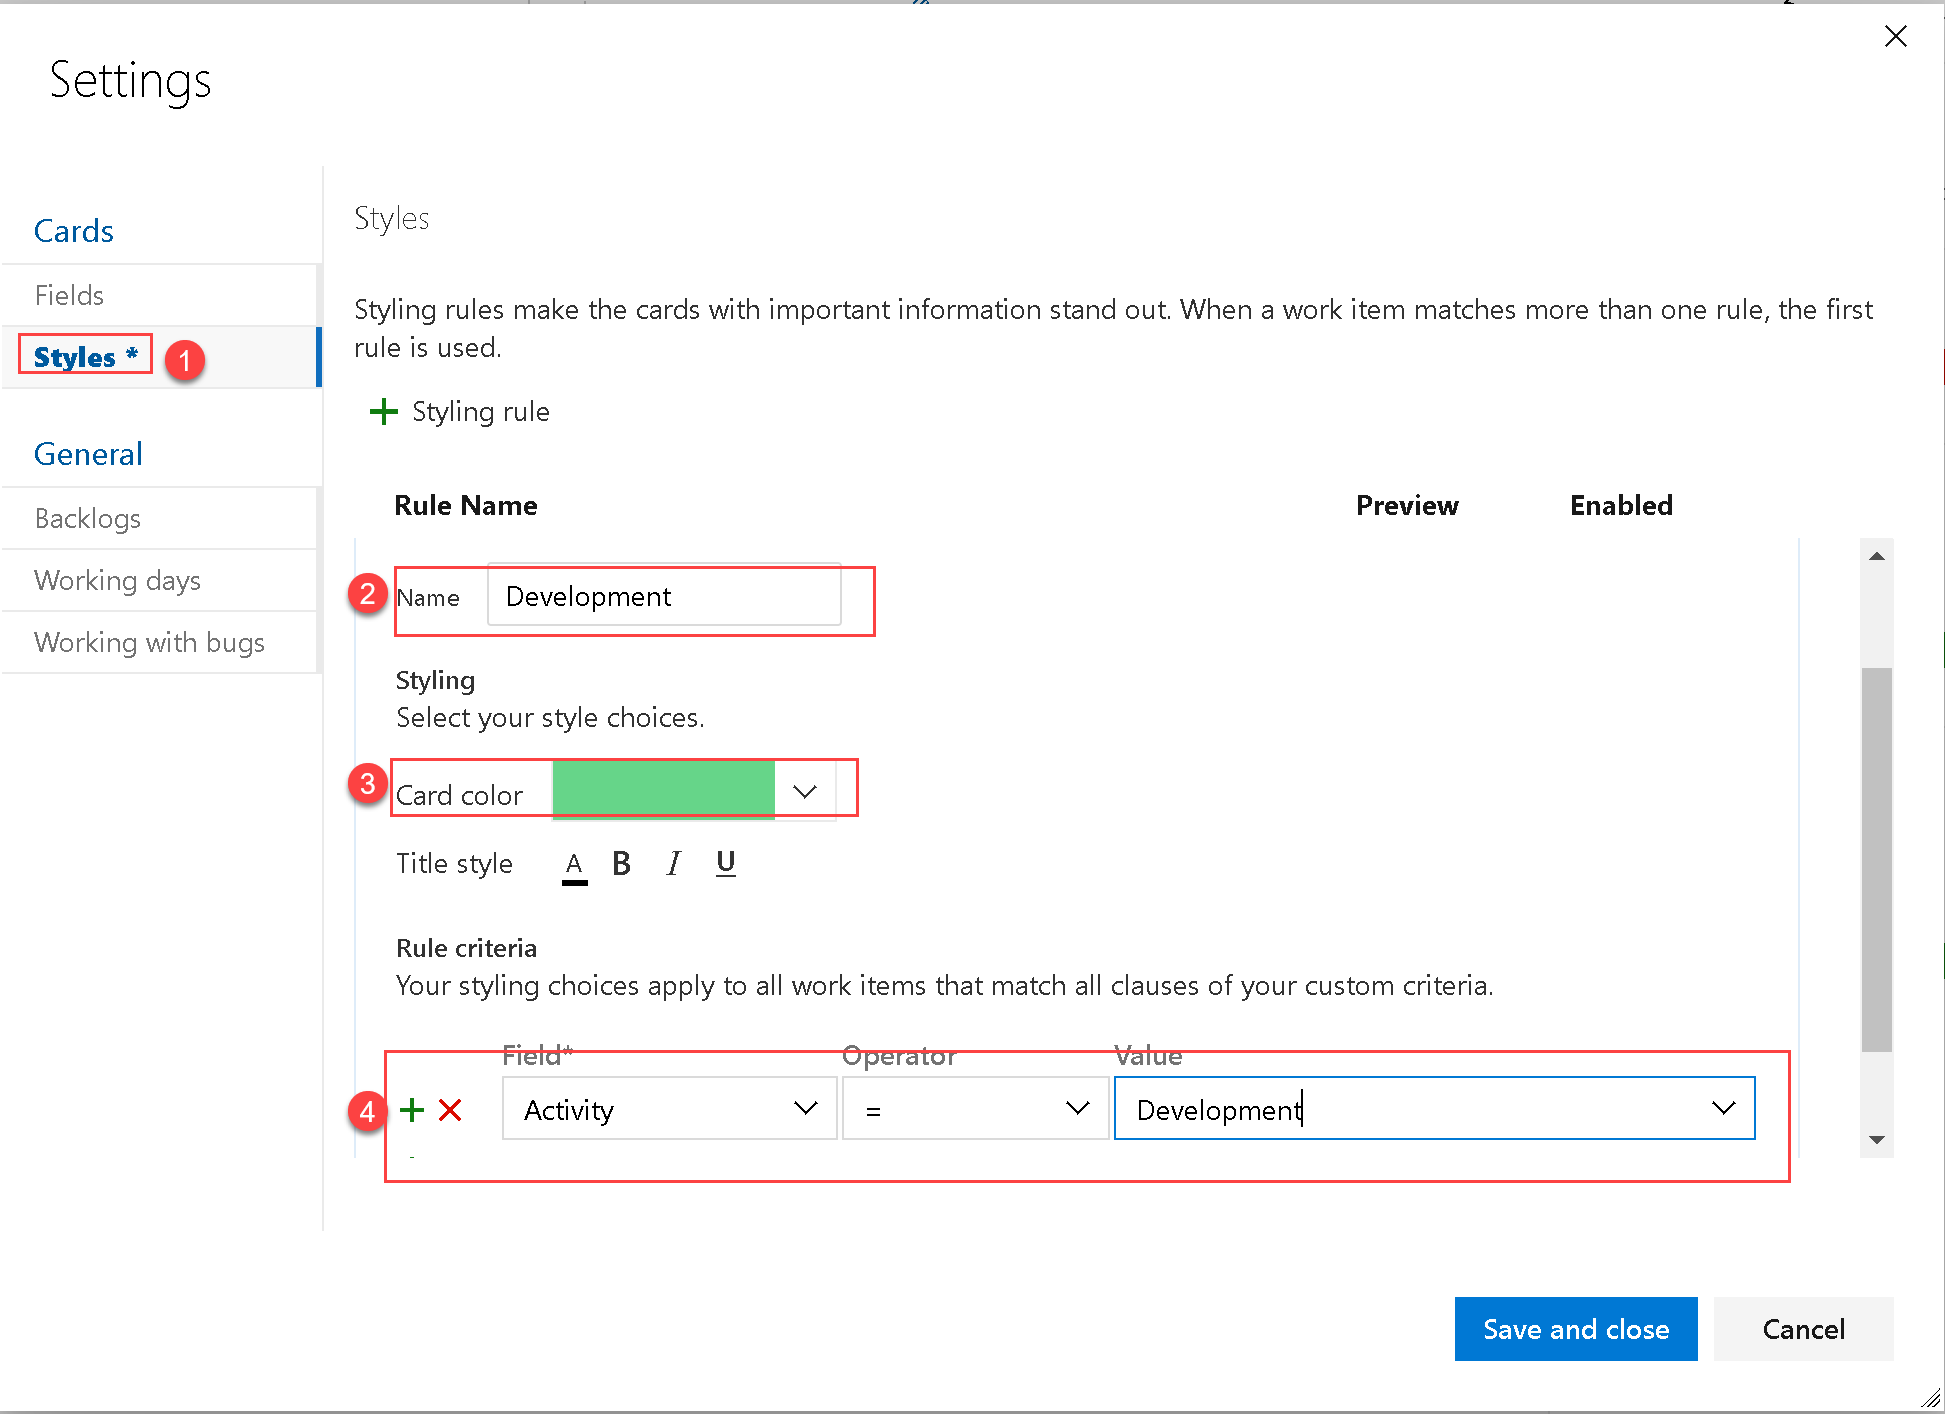 Settings
Cards
Fields
Styles *
1
General
Backlogs
Working days
Working with bugs
Styles
Styling rules make the cards with important information stand out. When a work item matches more than one rule, the first
rule is used.
+ Styling rule
Rule Name Preview Enabled
2 Name Development
Styling
Select your style choices.
3 Card color
Title style A B I U
Rule criteria
Your styling choices apply to all work items that match all clauses of your custom criteria.
Field* Operator Value
4 Activity = Development
Save and close Cancel